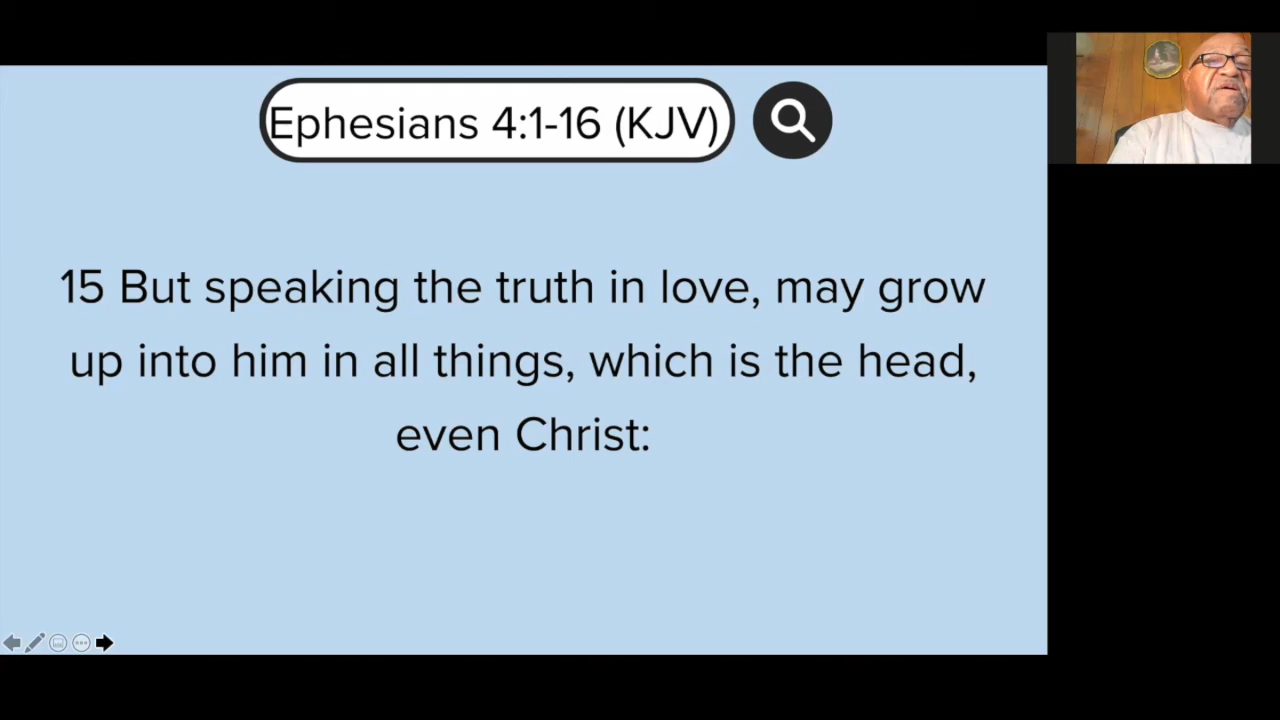 Ephesians 4:1-16 (KJV)
15 But speaking the truth in love, may grow
up into him in all things, which is the head,
even Christ: